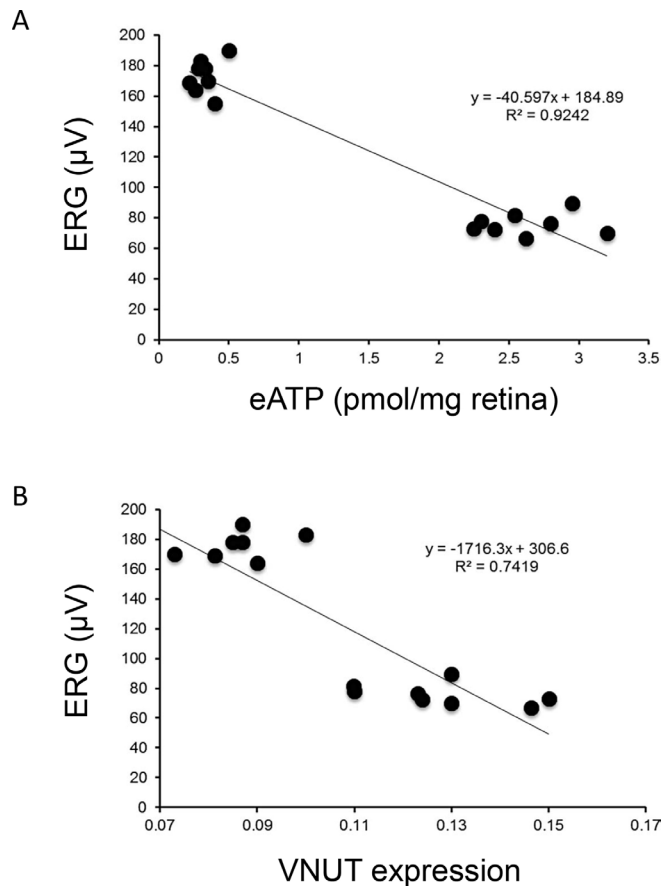 A
200
180
160
140
120
100
80
60
40
20
0
ERG (µV)
y = -40.597x + 184.89
R² = 0.9242
0 0.5 1 1.5 2 2.5 3 3.5
eATP (pmol/mg retina)
B
200
180
160
140
120
100
80
60
40
20
0
ERG (µV)
y = -1716.3x + 306.6
R² = 0.7419
0.07 0.09 0.11 0.13 0.15 0.17
VNUT expression